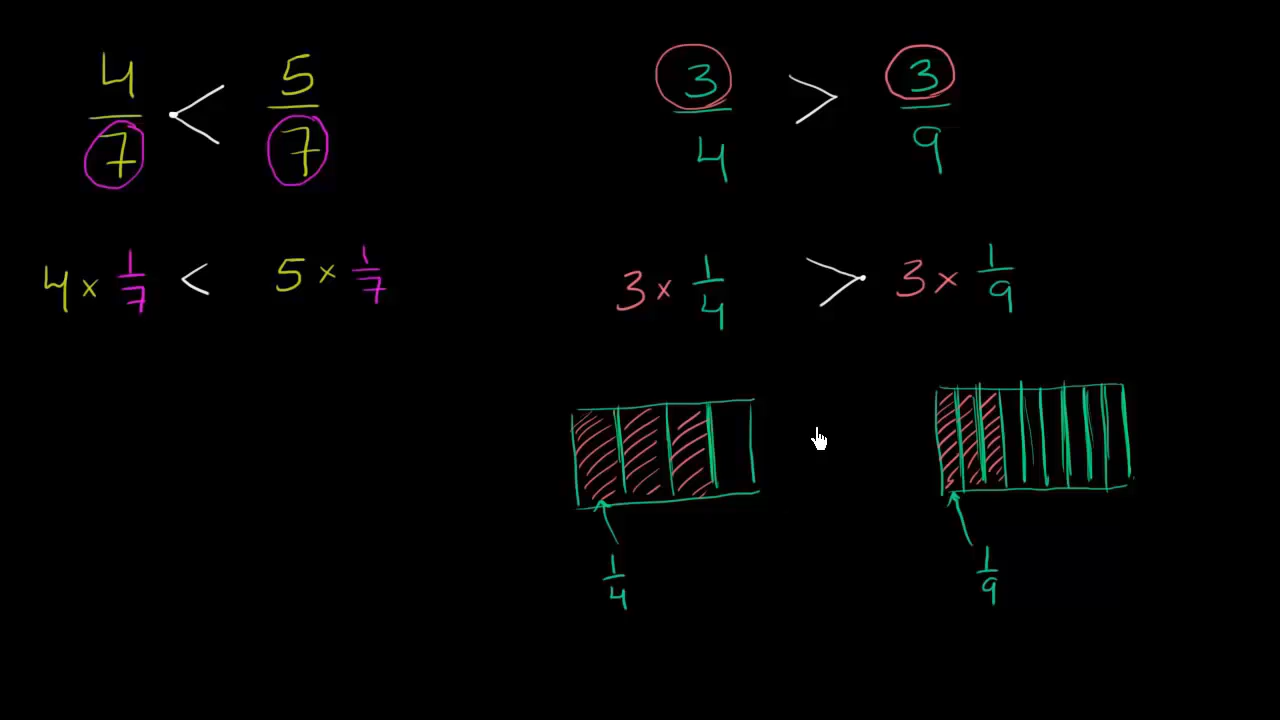 4/7 < 5/7
3/4 > 3/9
4 × 1/7 < 5 × 1/7
3 × 1/4 > 3 × 1/9
1/4
1/9